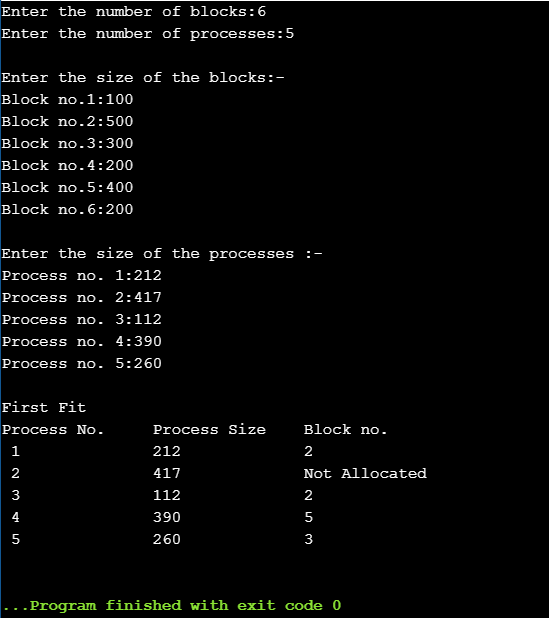 Enter the number of blocks:6
Enter the number of processes:5
Enter the size of the blocks:-
Block no.1:100
Block no.2:500
Block no.3:300
Block no.4:200
Block no.5:400
Block no.6:200
Enter the size of the processes :-
Process no. 1:212
Process no. 2:417
Process no. 3:112
Process no. 4:390
Process no. 5:260
First Fit
Process No. Process Size Block no.
1 212 2
2 417 Not Allocated
3 112 2
4 390 5
5 260 3
...Program finished with exit code 0